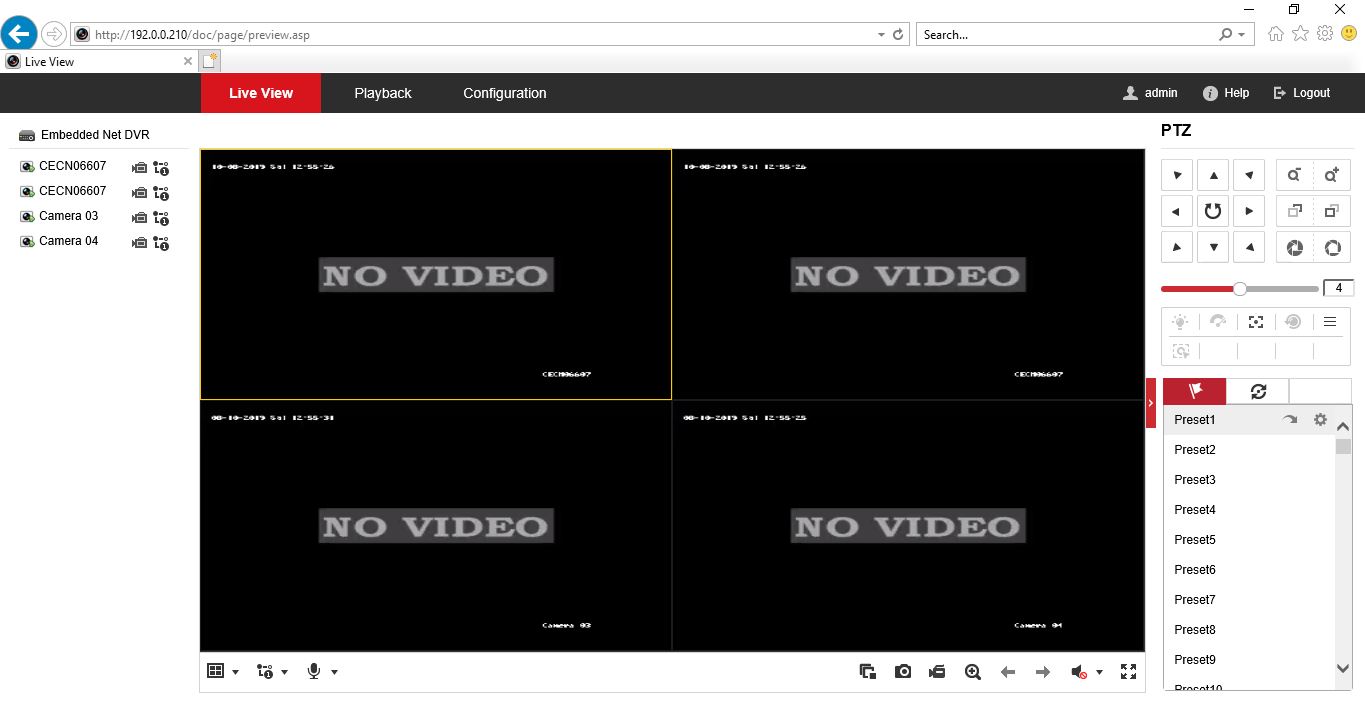 http://192.0.0.210/doc/page/preview.asp
Search...
Live View
Live View
Playback
Configuration
admin
Help
Logout
Embedded Net DVR
CECN06607
CECN06607
Camera 03
Camera 04
10-08-2019 Sat 12:55:26
10-08-2019 Sat 12:55:26
NO VIDEO
NO VIDEO
CECN06607
CECN06607
08-10-2019 Sat 12:55:31
08-10-2019 Sat 12:55:25
NO VIDEO
NO VIDEO
Camera 03
Camera 04
PTZ
4
Preset1
Preset2
Preset3
Preset4
Preset5
Preset6
Preset7
Preset8
Preset9
Preset10